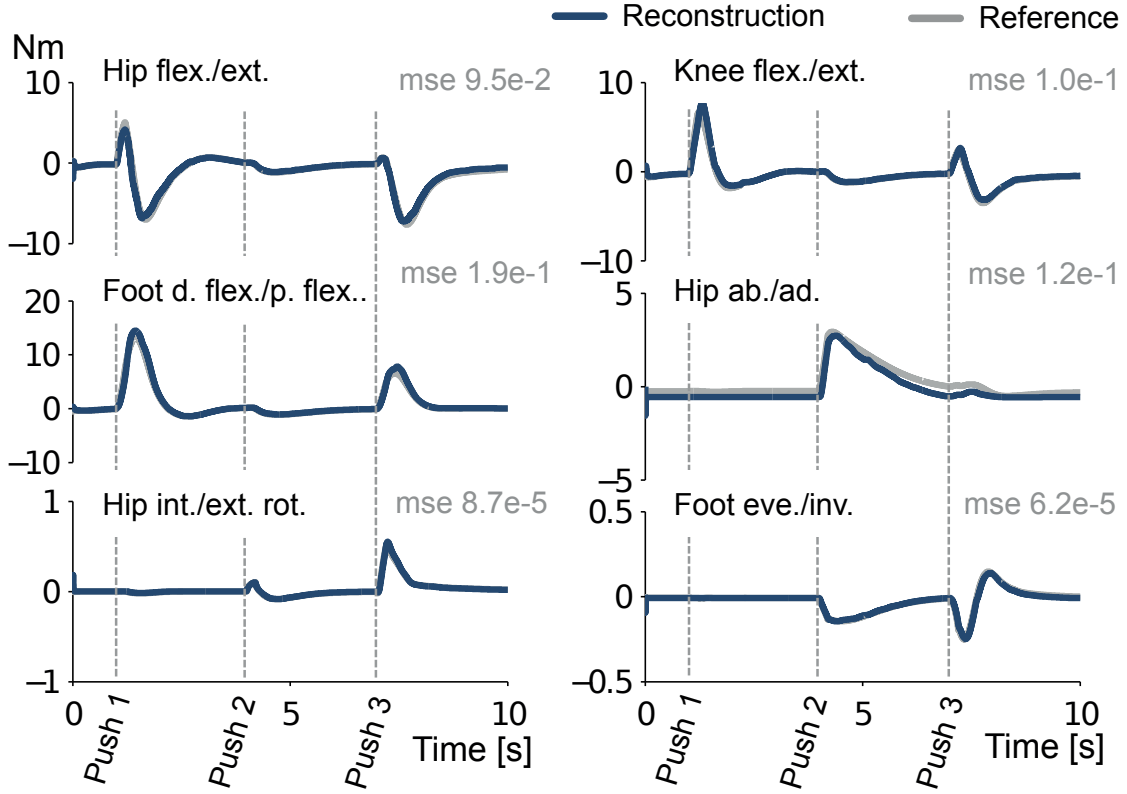 Reconstruction Reference
Nm
Hip flex./ext. mse 9.5e-2
10
0
−10
Knee flex./ext. mse 1.0e-1
10
0
−10
Foot d. flex./p. flex.. mse 1.9e-1
20
10
0
−10
Hip ab./ad. mse 1.2e-1
5
0
−5
Hip int./ext. rot. mse 8.7e-5
1
0
−1
0 Push 1 Push 2 5 Push 3 10
Time [s]
Foot eve./inv. mse 6.2e-5
0.5
0
−0.5
0 Push 1 Push 2 5 Push 3 10
Time [s]